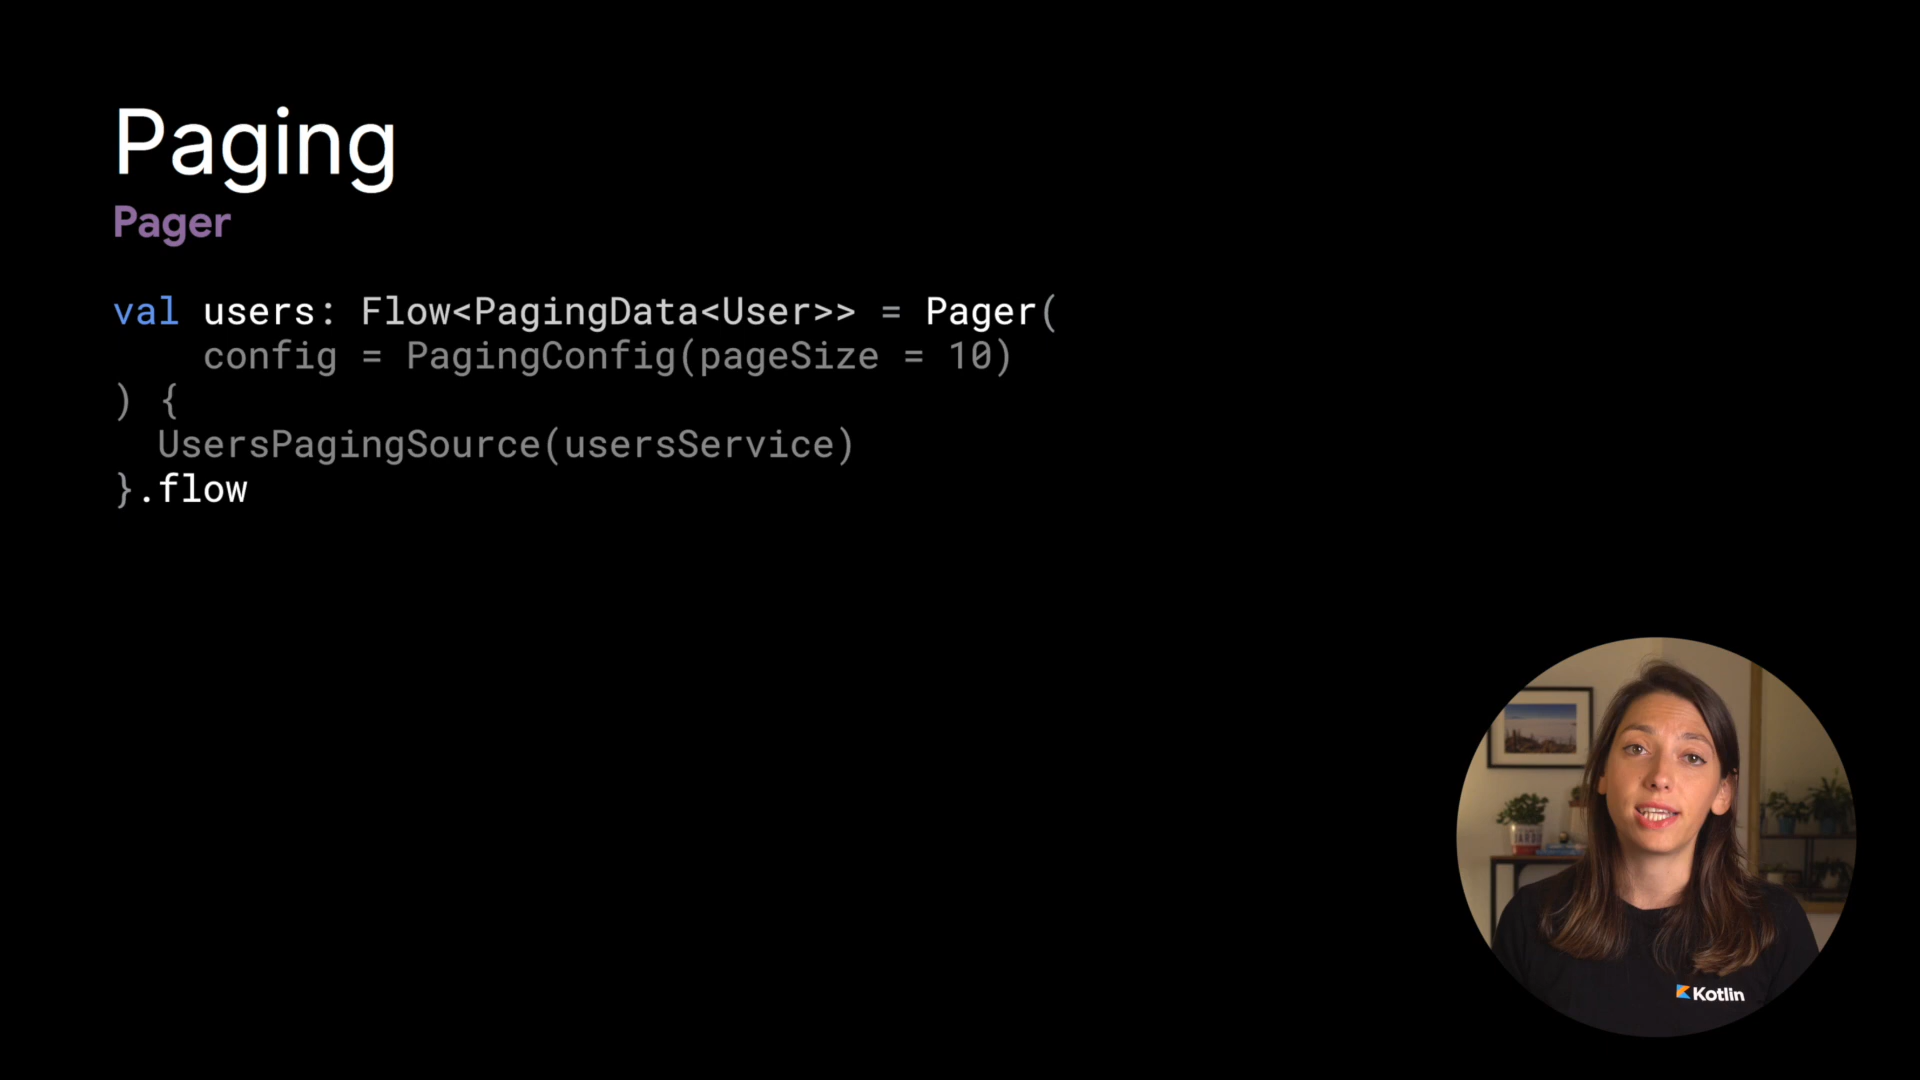 Paging
Pager
val users: Flow<PagingData<User>> = Pager(
    config = PagingConfig(pageSize = 10)
) {
  UsersPagingSource(usersService)
}.flow
Kotlin